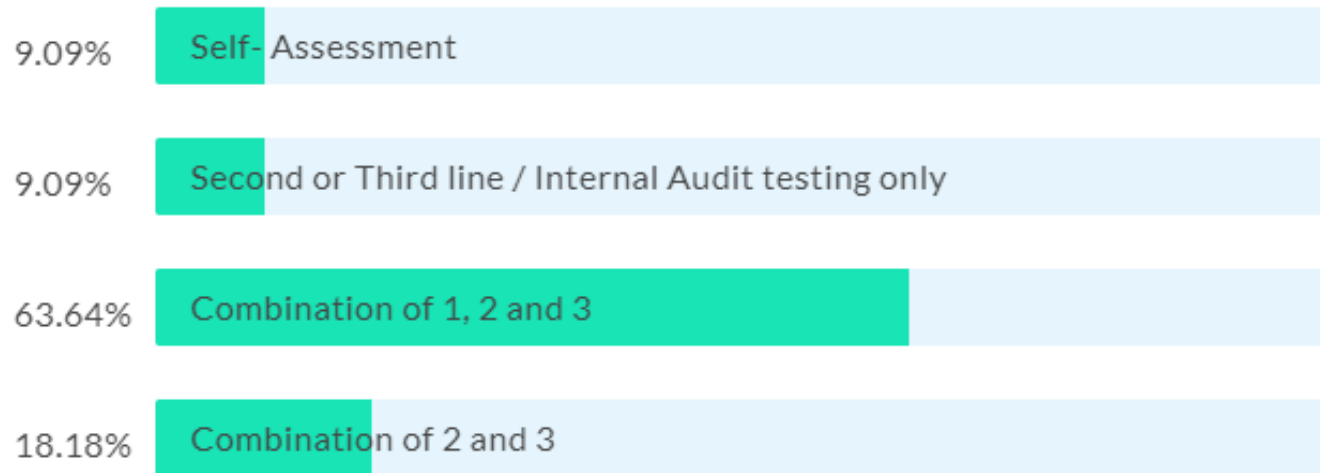 9.09% Self- Assessment
9.09% Second or Third line / Internal Audit testing only
63.64% Combination of 1, 2 and 3
18.18% Combination of 2 and 3